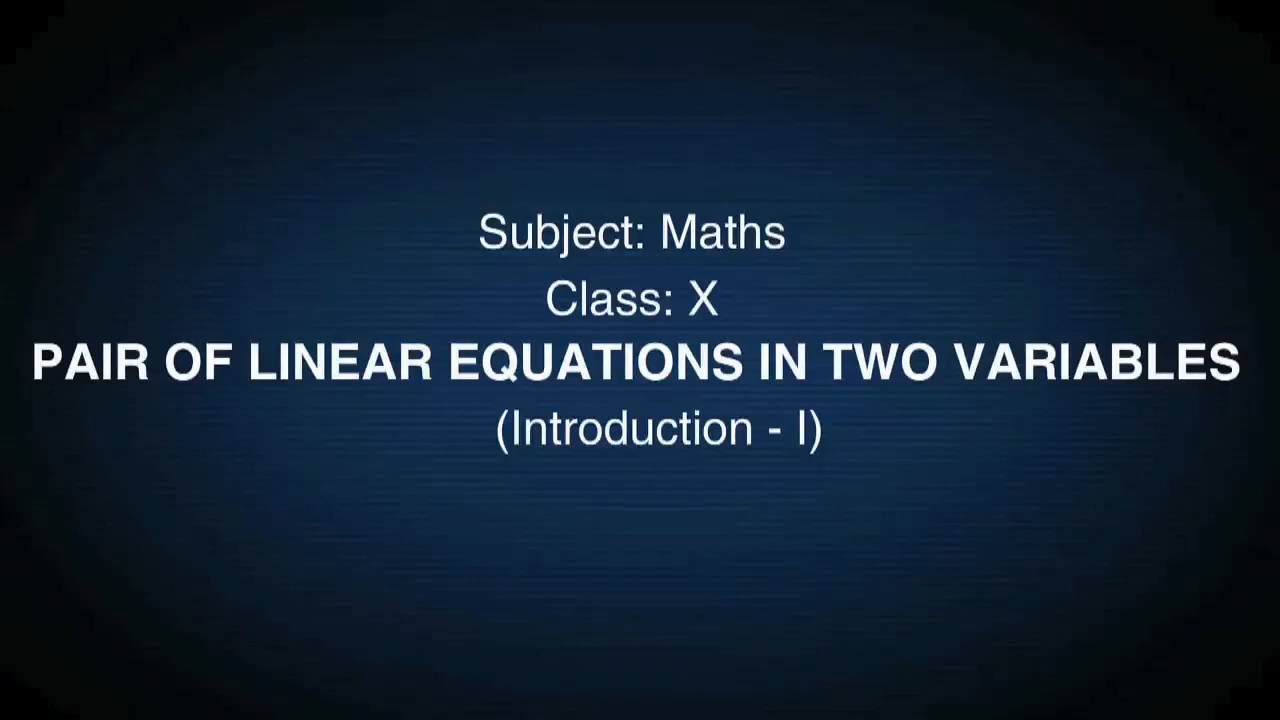 Subject: Maths
Class: X
PAIR OF LINEAR EQUATIONS IN TWO VARIABLES
(Introduction - I)